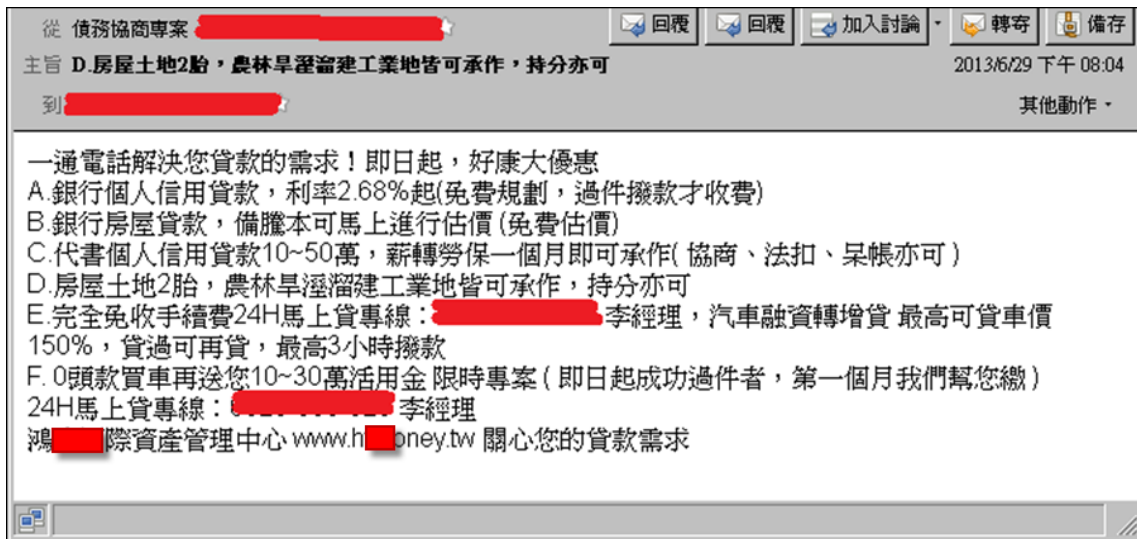 從 債務協商專案
回覆 回覆 加入討論 轉寄 備存
主旨 D.房屋土地2胎，農林旱溼溜建工業地皆可承作，持分亦可 2013/6/29 下午 08:04
到 其他動作
一通電話解決您貸款的需求！即日起，好康大優惠
A.銀行個人信用貸款，利率2.68%起(免費規劃，過件撥款才收費)
B.銀行房屋貸款，備騰本可馬上進行估價 (免費估價)
C.代書個人信用貸款10~50萬，薪轉勞保一個月即可承作( 協商、法扣、呆帳亦可 )
D.房屋土地2胎，農林旱溼溜建工業地皆可承作，持分亦可
E.完全免收手續費24H馬上貸專線： 李經理，汽車融資轉增貸 最高可貸車價
150%，貸過可再貸，最高3小時撥款
F. 0頭款買車再送您10~30萬活用金 限時專案 ( 即日起成功過件者，第一個月我們幫您繳 )
24H馬上貸專線： 李經理
鴻 際資產管理中心 www.h oney.tw 關心您的貸款需求